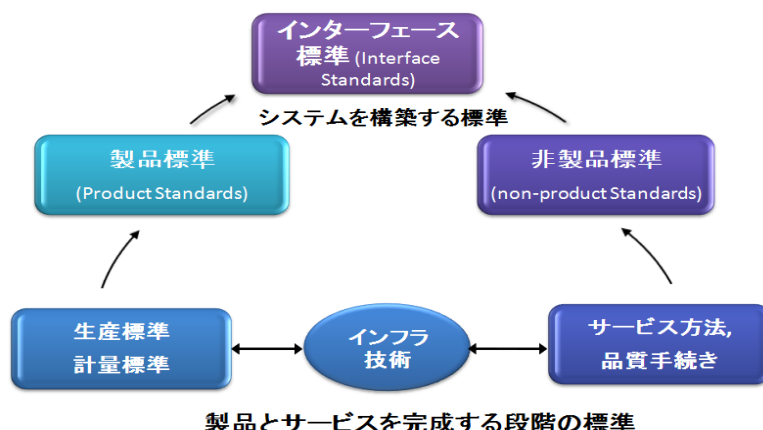 インターフェース
標準 (Interface
Standards)
システムを構築する標準
製品標準
(Product Standards)
非製品標準
(non-product Standards)
生産標準
計量標準
インフラ
技術
サービス方法,
品質手続き
製品とサービスを完成する段階の標準